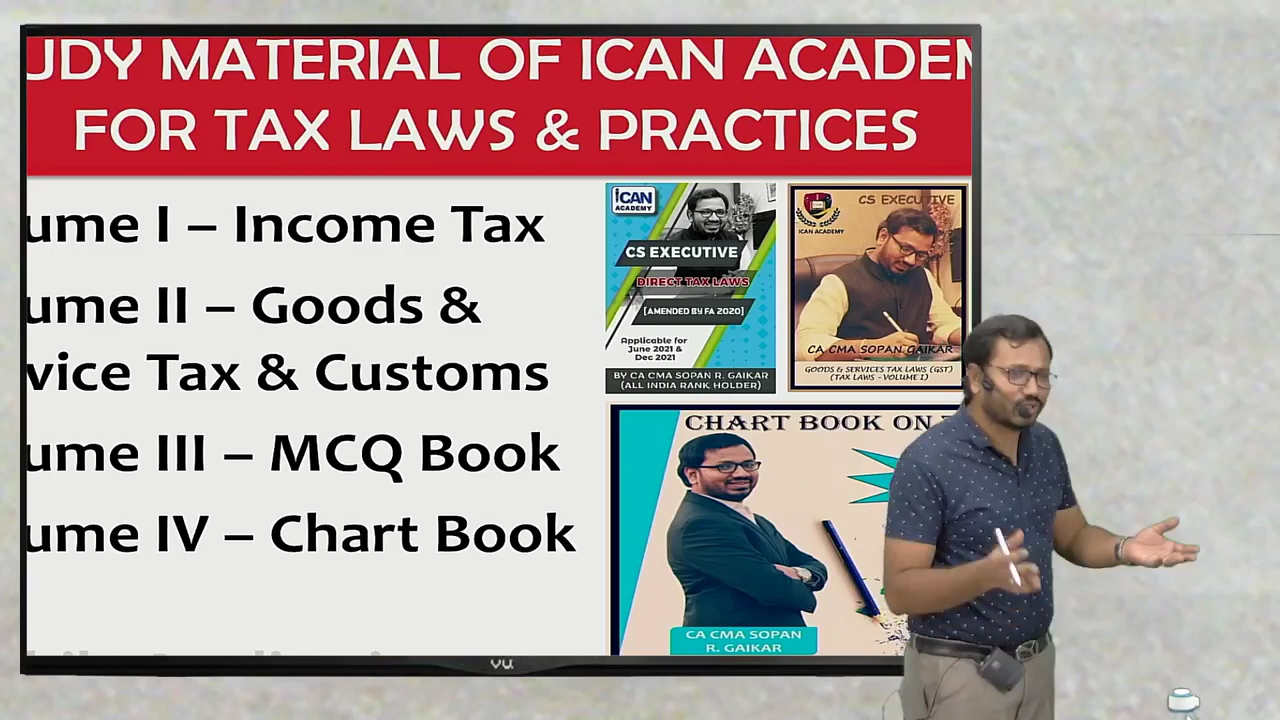 UDY MATERIAL OF ICAN ACADEM
FOR TAX LAWS & PRACTICES
ume I – Income Tax
ume II – Goods &
vice Tax & Customs
ume III – MCQ Book
ume IV – Chart Book
iCAN
ACADEMY
CS EXECUTIVE
DIRECT TAX LAWS
[AMENDED BY FA 2020]
Applicable for
June 2021 &
Dec 2021
BY CA CMA SOPAN R. GAIKAR
(ALL INDIA RANK HOLDER)
CS EXECUTIVE
ICAN ACADEMY
CA CMA SOPAN GAIKAR
GOODS & SERVICES TAX LAWS (GST)
(TAX LAWS - VOLUME I)
CHART BOOK ON
CA CMA SOPAN
R. GAIKAR
vu